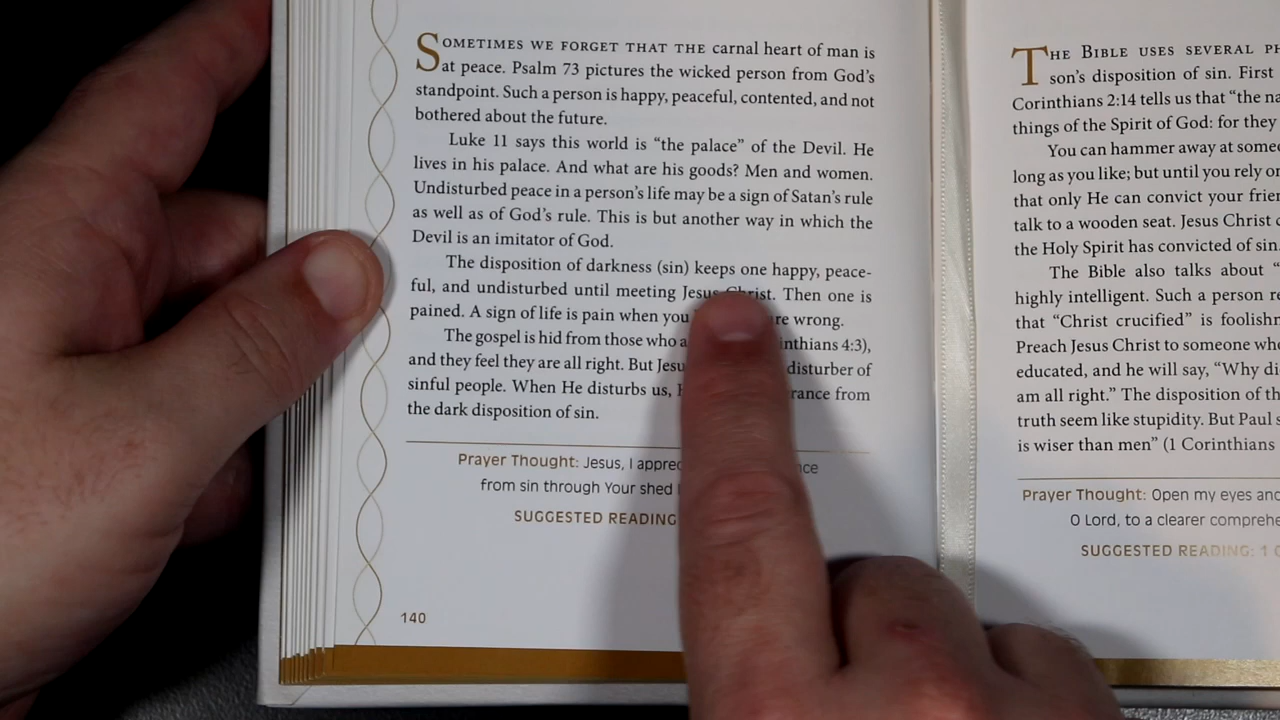 SOMETIMES WE FORGET THAT THE carnal heart of man is
at peace. Psalm 73 pictures the wicked person from God's
standpoint. Such a person is happy, peaceful, contented, and not
bothered about the future.
Luke 11 says this world is “the palace” of the Devil. He
lives in his palace. And what are his goods? Men and women.
Undisturbed peace in a person's life may be a sign of Satan's rule
as well as of God's rule. This is but another way in which the
Devil is an imitator of God.
The disposition of darkness (sin) keeps one happy, peace-
ful, and undisturbed until meeting Jesus Christ. Then one is
pained. A sign of life is pain when you are wrong.
The gospel is hid from those who inthians 4:3),
and they feel they are all right. But disturber of
sinful people. When He disturbs us, from
the dark disposition of sin.
Prayer Thought: Jesus, I
from sin through Your shed
SUGGESTED READING
140
THE BIBLE USES SEVERAL
son's disposition of sin. First
Corinthians 2:14 tells us that “the
things of the Spirit of God: for they
You can hammer away at
long as you like; but until you rely
that only He can convict your
talk to a wooden seat. Jesus Christ
the Holy Spirit has convicted of sin.
The Bible also talks about “
highly intelligent. Such a person
that “Christ crucified” is
Preach Jesus Christ to someone
educated, and he will say, “Why
am all right.” The disposition of
truth seem like stupidity. But Paul
is wiser than men” (1 Corinthians
Prayer Thought: Open my eyes
O Lord, to a clearer
SUGGESTED READING: 1